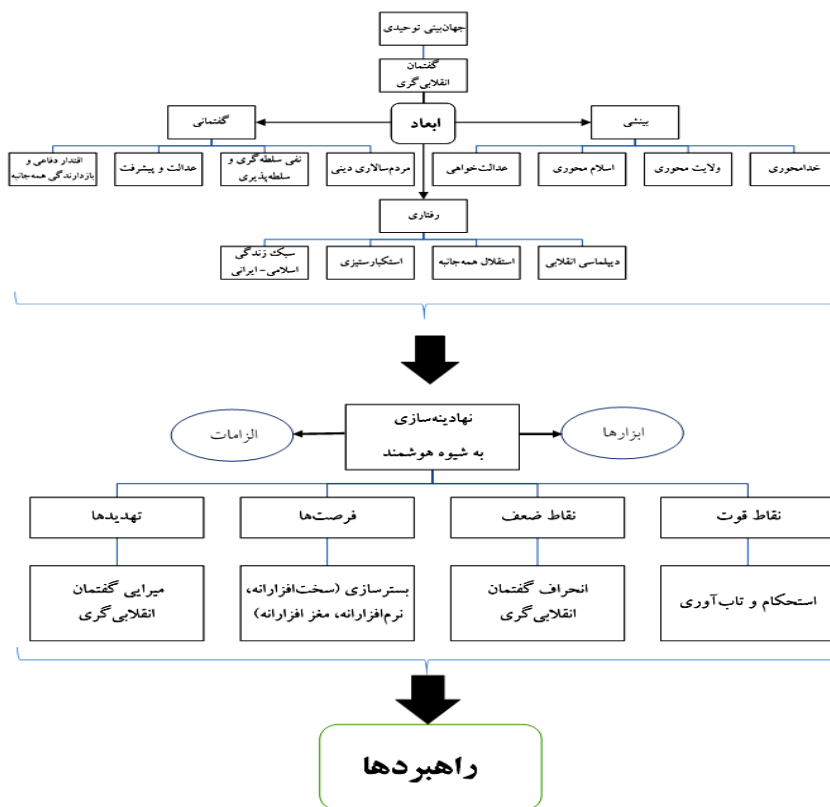 جهان‌بینی توحیدی
گفتمان
انقلابی‌گری
ابعاد
بینشی
گفتمانی
خدامحوری
ولایت محوری
اسلام محوری
عدالت‌خواهی
مردم‌سالاری دینی
نفی سلطه‌گری و
سلطه‌پذیری
عدالت و پیشرفت
اقتدار دفاعی و
بازدارندگی همه‌جانبه
رفتاری
دیپلماسی انقلابی
استقلال همه‌جانبه
استکبارستیزی
سبک زندگی
اسلامی- ایرانی
نهادینه‌سازی
به شیوه هوشمند
ابزارها
الزامات
نقاط قوت
نقاط ضعف
فرصت‌ها
تهدیدها
استحکام و تاب‌آوری
انحراف گفتمان
انقلابی‌گری
بسترسازی (سخت‌افزارانه،
نرم‌افزارانه، مغز افزارانه)
میرایی گفتمان
انقلابی‌گری
راهبردها